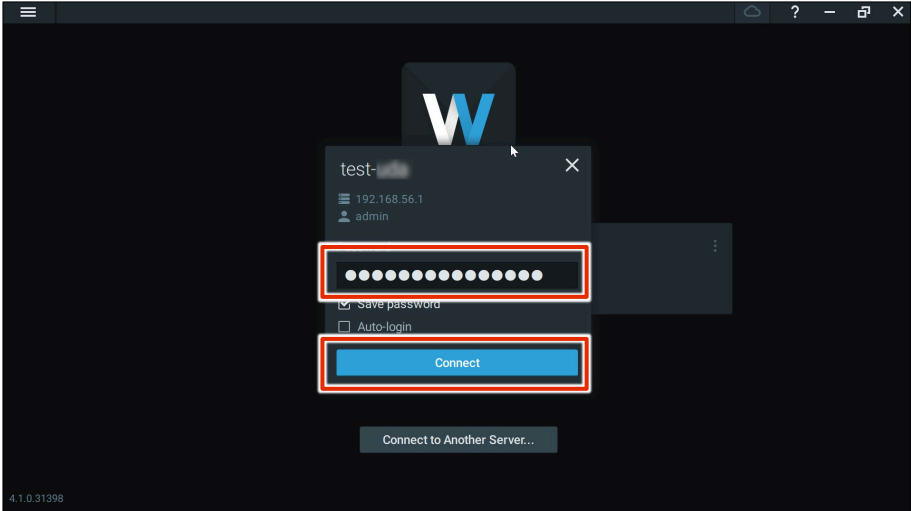 ?
W
test-
192.168.56.1
admin
●●●●●●●●●●●●●●●
Save password
Auto-login
Connect
Connect to Another Server...
4.1.0.31398